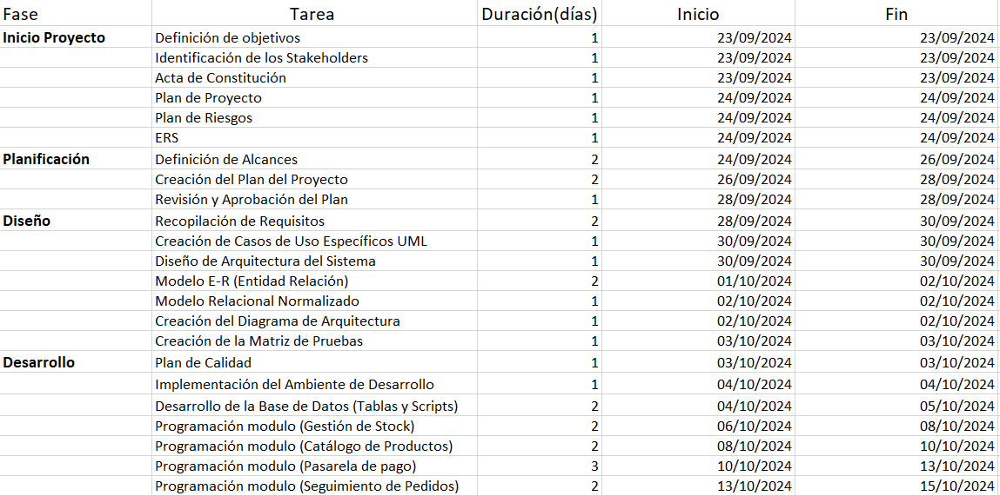 Fase Tarea Duración(días) Inicio Fin
Inicio Proyecto Definición de objetivos 1 23/09/2024 23/09/2024
Identificación de los Stakeholders 1 23/09/2024 23/09/2024
Acta de Constitución 1 23/09/2024 23/09/2024
Plan de Proyecto 1 24/09/2024 24/09/2024
Plan de Riesgos 1 24/09/2024 24/09/2024
ERS 1 24/09/2024 24/09/2024
Planificación Definición de Alcances 2 24/09/2024 26/09/2024
Creación del Plan del Proyecto 2 26/09/2024 28/09/2024
Revisión y Aprobación del Plan 1 28/09/2024 28/09/2024
Diseño Recopilación de Requisitos 2 28/09/2024 30/09/2024
Creación de Casos de Uso Específicos UML 1 30/09/2024 30/09/2024
Diseño de Arquitectura del Sistema 1 30/09/2024 30/09/2024
Modelo E-R (Entidad Relación) 2 01/10/2024 02/10/2024
Modelo Relacional Normalizado 1 02/10/2024 02/10/2024
Creación del Diagrama de Arquitectura 1 02/10/2024 02/10/2024
Creación de la Matriz de Pruebas 1 03/10/2024 03/10/2024
Desarrollo Plan de Calidad 1 03/10/2024 03/10/2024
Implementación del Ambiente de Desarrollo 1 04/10/2024 04/10/2024
Desarrollo de la Base de Datos (Tablas y Scripts) 2 04/10/2024 05/10/2024
Programación modulo (Gestión de Stock) 2 06/10/2024 08/10/2024
Programación modulo (Catálogo de Productos) 2 08/10/2024 10/10/2024
Programación modulo (Pasarela de pago) 3 10/10/2024 13/10/2024
Programación modulo (Seguimiento de Pedidos) 2 13/10/2024 15/10/2024